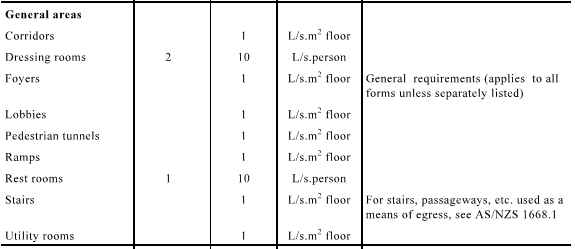 General areas
Corridors 1 L/s.m² floor
Dressing rooms 2 10 L/s.person
Foyers 1 L/s.m² floor General requirements (applies to all
forms unless separately listed)
Lobbies 1 L/s.m² floor
Pedestrian tunnels 1 L/s.m² floor
Ramps 1 L/s.m² floor
Rest rooms 1 10 L/s.person
Stairs 1 L/s.m² floor For stairs, passageways, etc. used as a
means of egress, see AS/NZS 1668.1
Utility rooms 1 L/s.m² floor